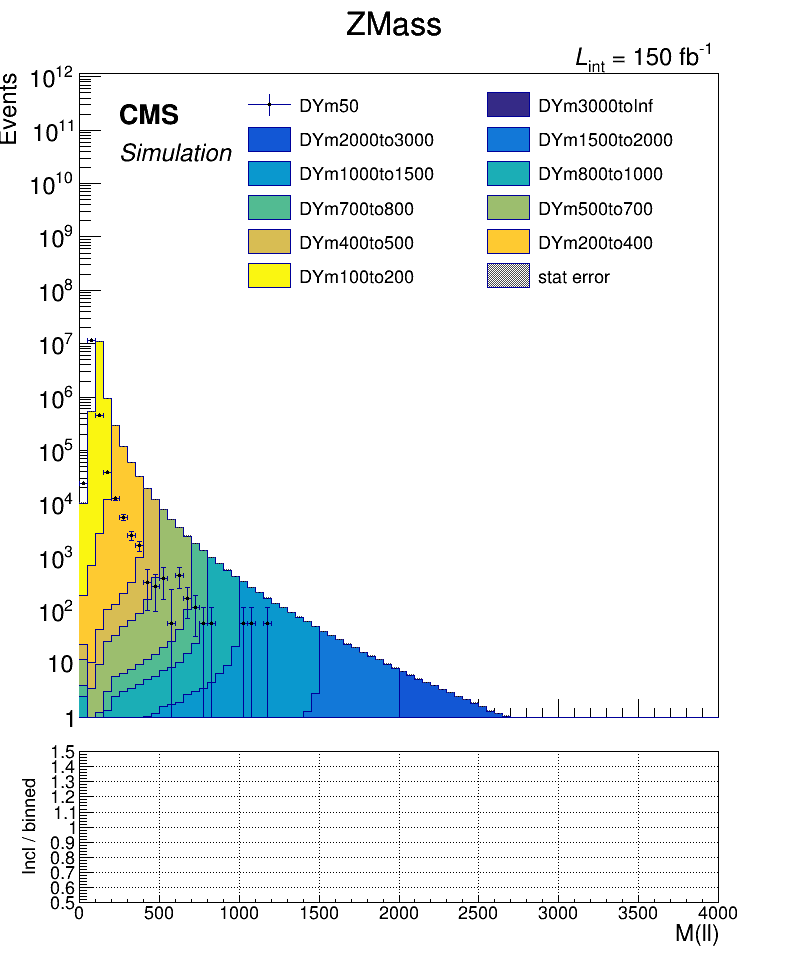 ZMass
Lint = 150 fb-1
Events
CMS
Simulation
DYm50
DYm3000toInf
DYm2000to3000
DYm1500to2000
DYm1000to1500
DYm800to1000
DYm700to800
DYm500to700
DYm400to500
DYm200to400
DYm100to200
stat error
10^12
10^11
10^10
10^9
10^8
10^7
10^6
10^5
10^4
10^3
10^2
10
1
Incl / binned
1.5
1.4
1.3
1.2
1.1
1
0.9
0.8
0.7
0.6
0.5
0 500 1000 1500 2000 2500 3000 3500 4000
M(ll)